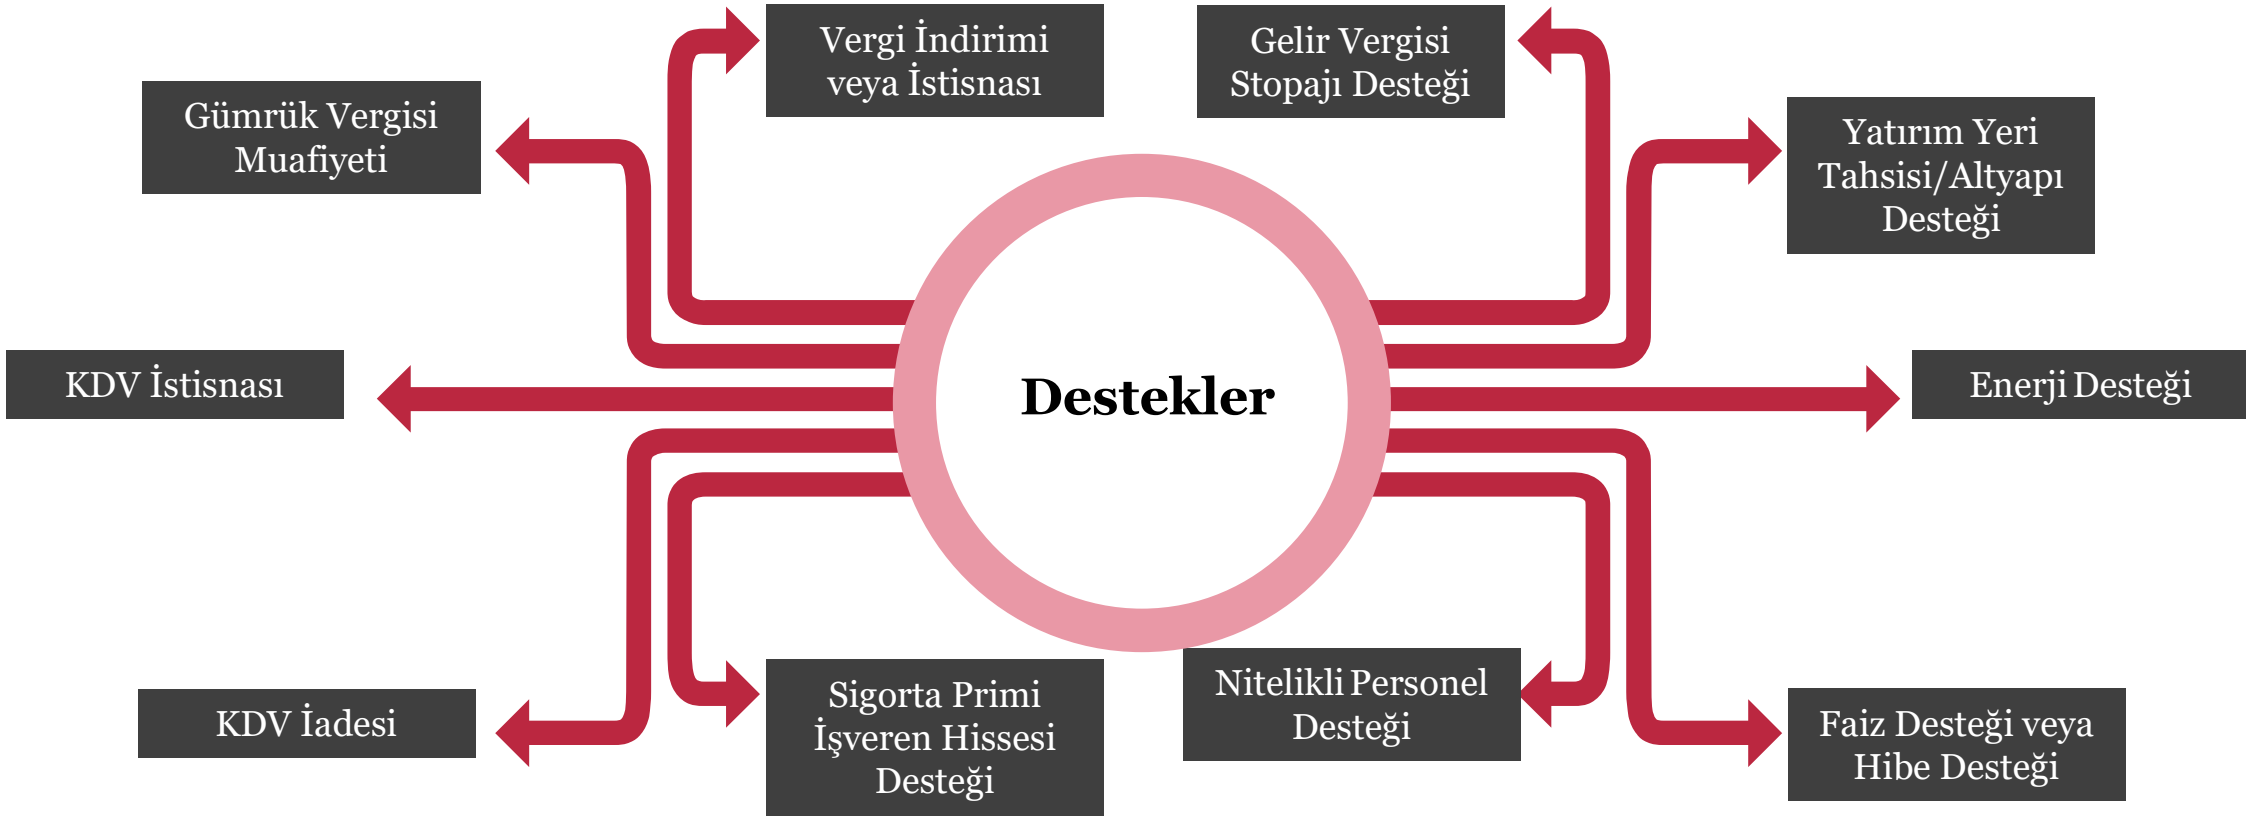 Vergi İndirimi
veya İstisnası
Gelir Vergisi
Stopajı Desteği
Gümrük Vergisi
Muafiyeti
Yatırım Yeri
Tahsisi/Altyapı
Desteği
KDV İstisnası
Destekler
Enerji Desteği
KDV İadesi
Sigorta Primi
İşveren Hissesi
Desteği
Nitelikli Personel
Desteği
Faiz Desteği veya
Hibe Desteği